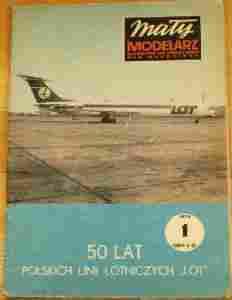 mały
MODELARZ
LOT
1
50 LAT
POLSKICH LINII LOTNICZYCH „LOT”